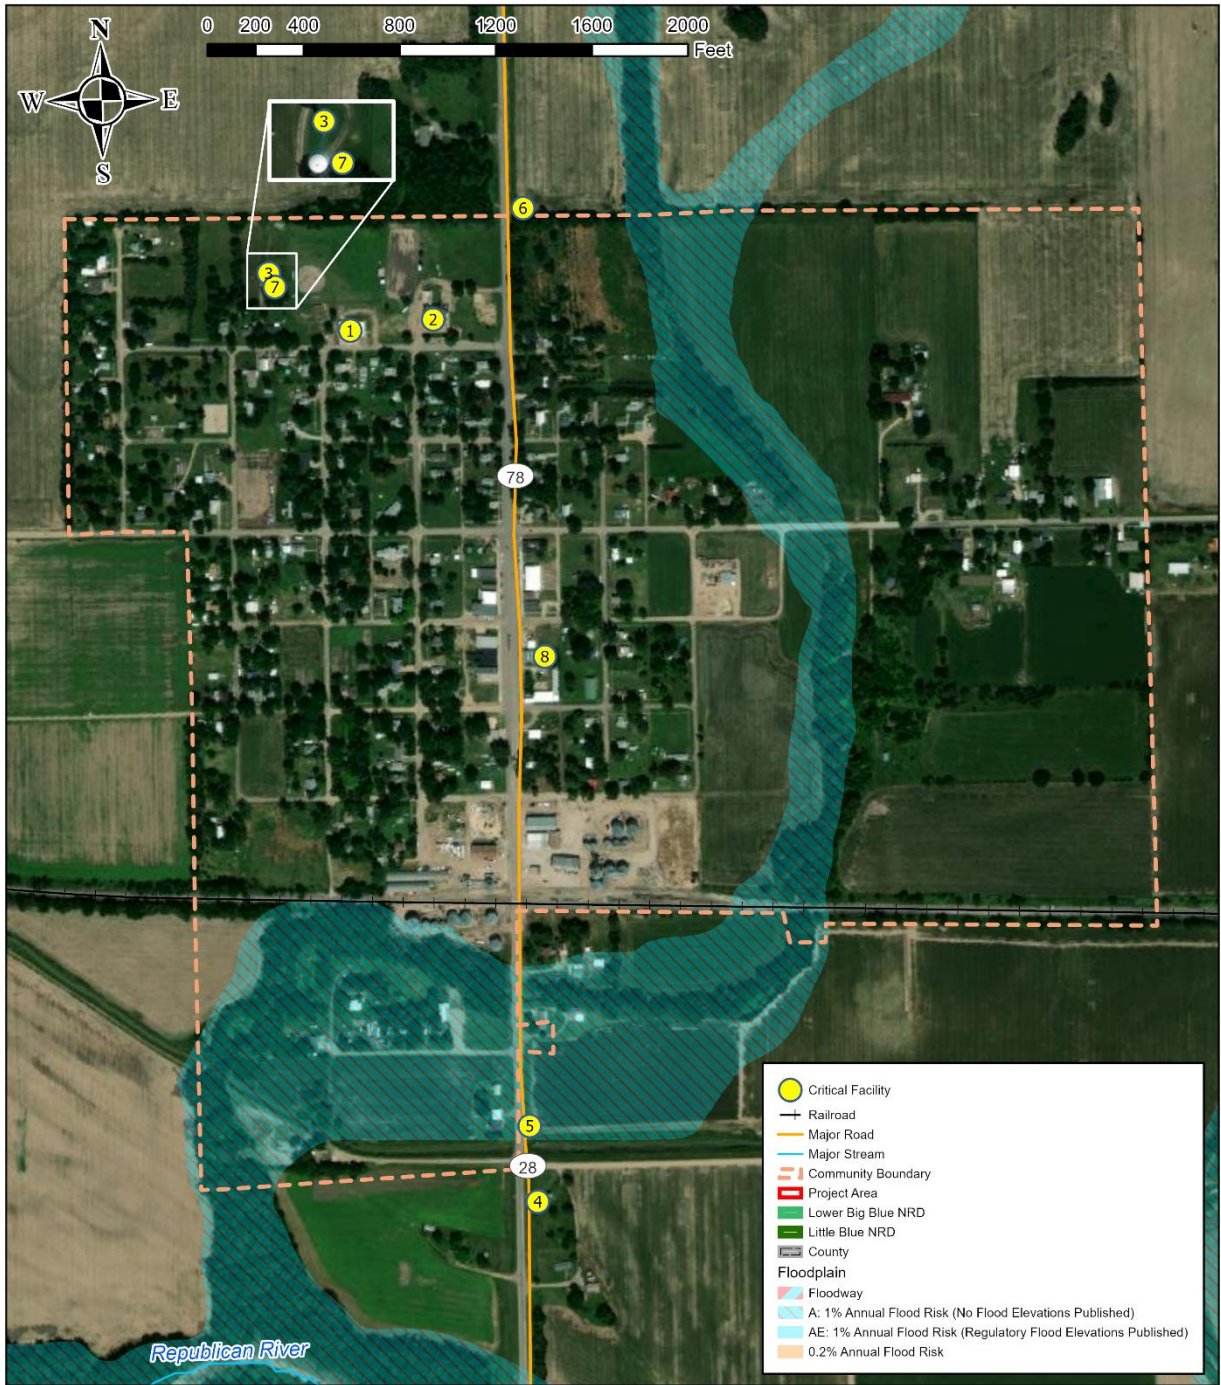 N
W E
S
0 200 400 800 1200 1600 2000
Feet
3
7
6
3
7
1
2
78
8
5
28
4
Republican River
Critical Facility
Railroad
Major Road
Major Stream
Community Boundary
Project Area
Lower Big Blue NRD
Little Blue NRD
County
Floodplain
Floodway
A: 1% Annual Flood Risk (No Flood Elevations Published)
AE: 1% Annual Flood Risk (Regulatory Flood Elevations Published)
0.2% Annual Flood Risk